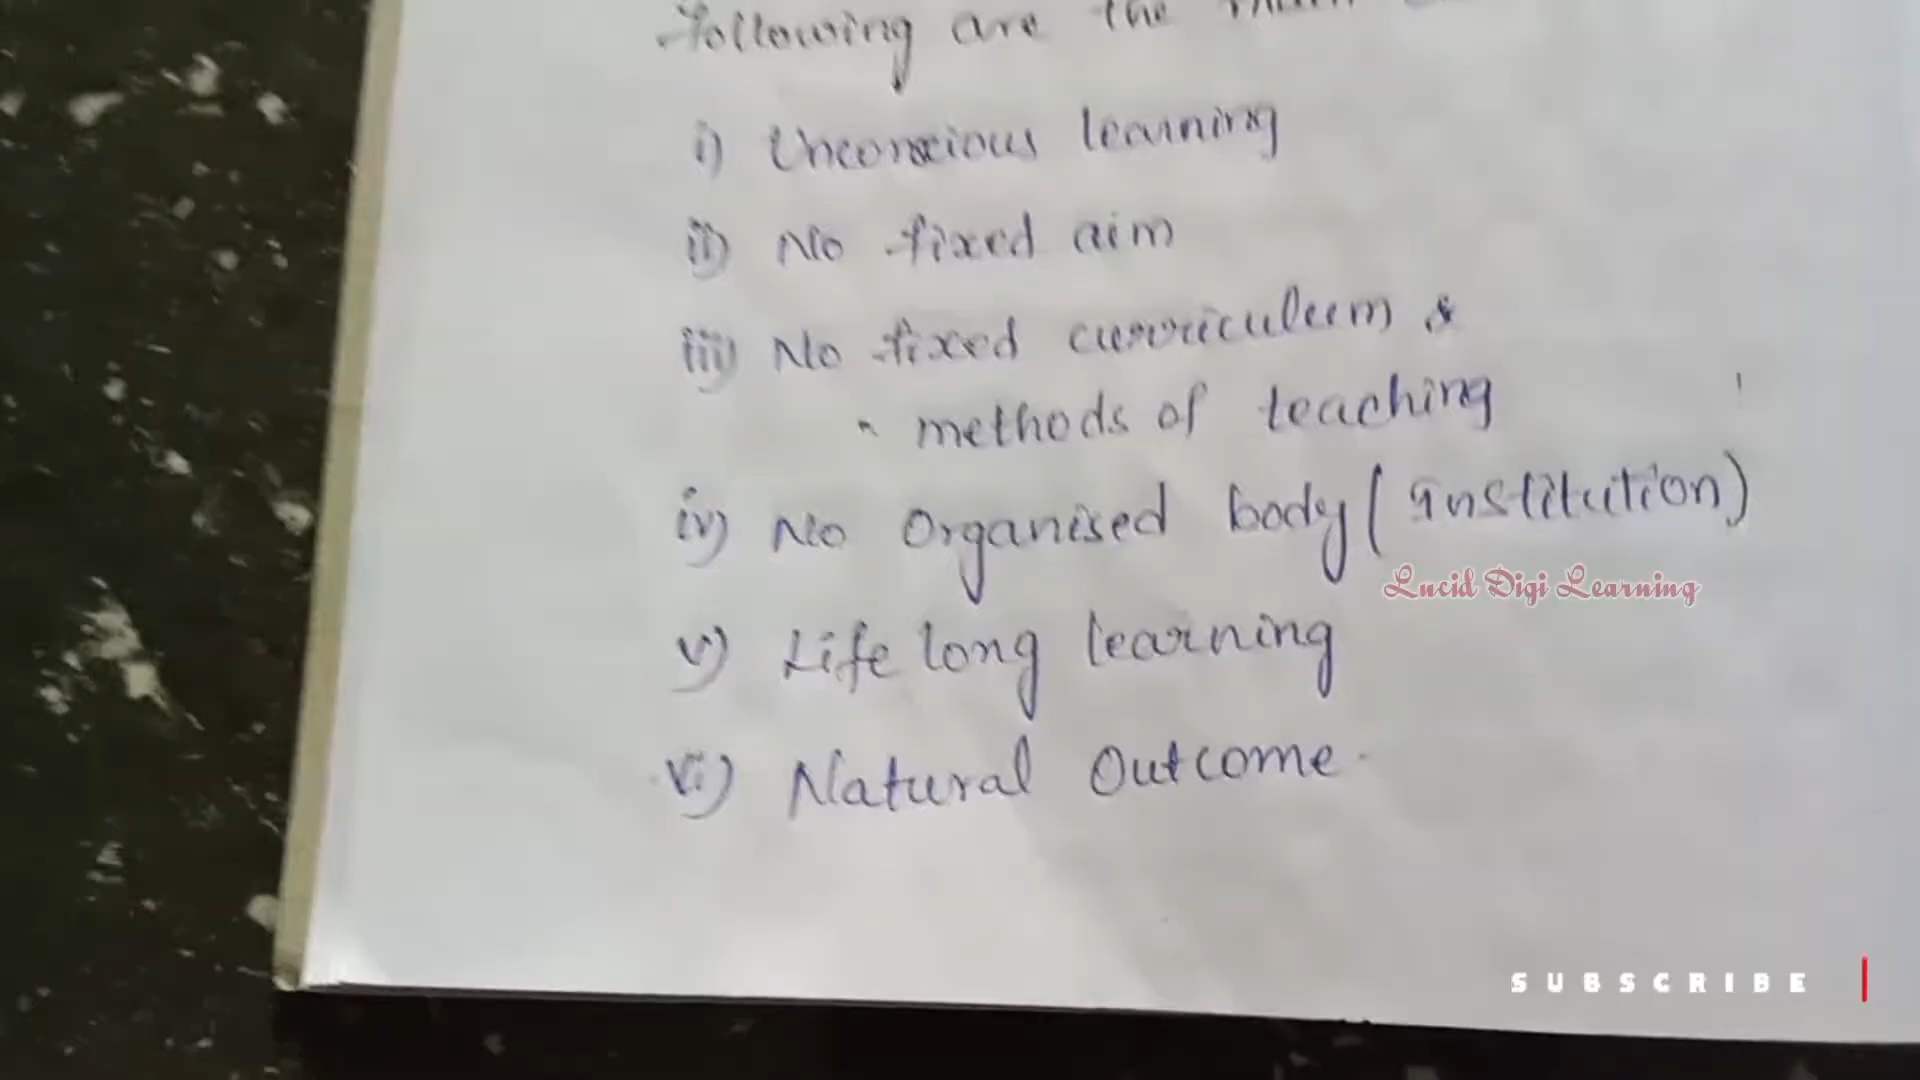 following are the main
i) Unconscious learning
ii) No fixed aim
iii) No fixed curriculum &
methods of teaching
iv) No Organised body ( Institution)
Lucid Digi Learning
v) Life long learning
vi) Natural Outcome.
SUBSCRIBE